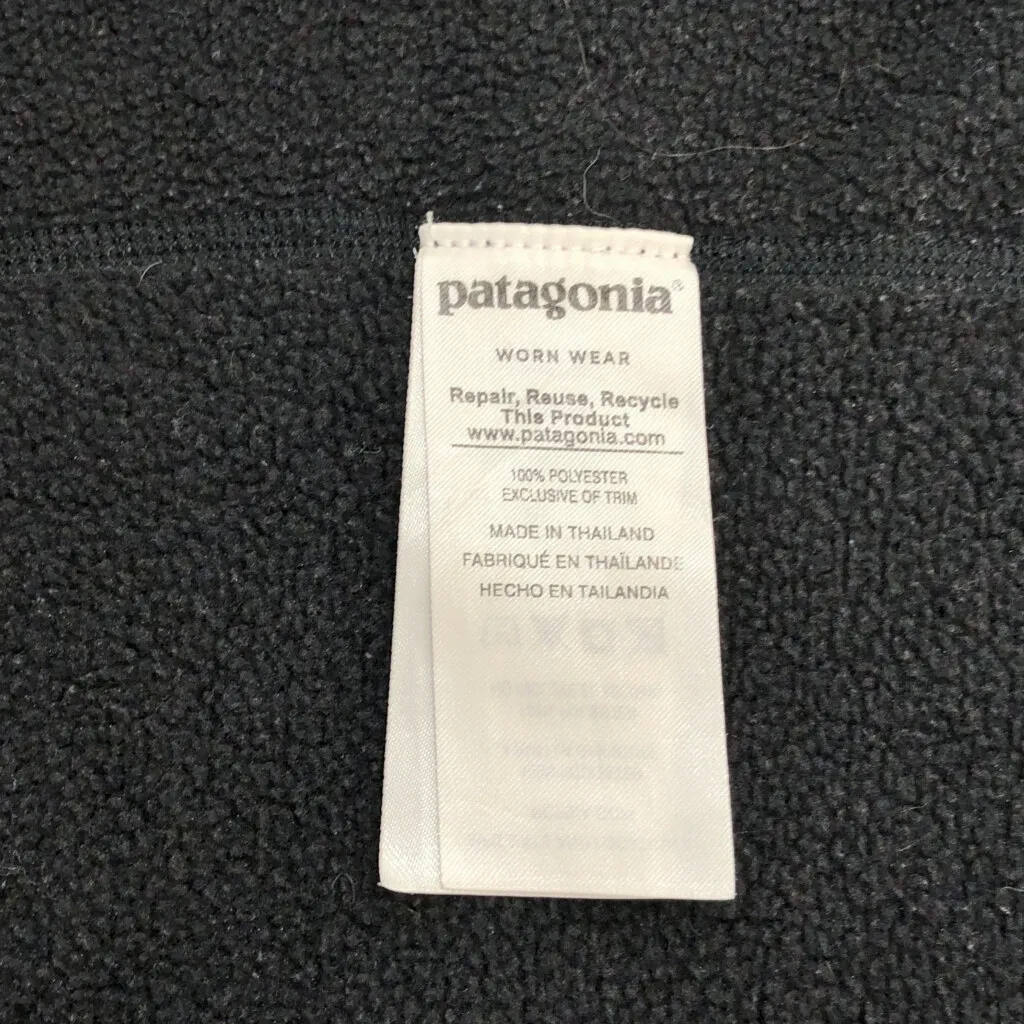 patagonia®
WORN WEAR
Repair, Reuse, Recycle
This Product
www.patagonia.com
100% POLYESTER
EXCLUSIVE OF TRIM
MADE IN THAILAND
FABRIQUÉ EN THAÏLANDE
HECHO EN TAILANDIA